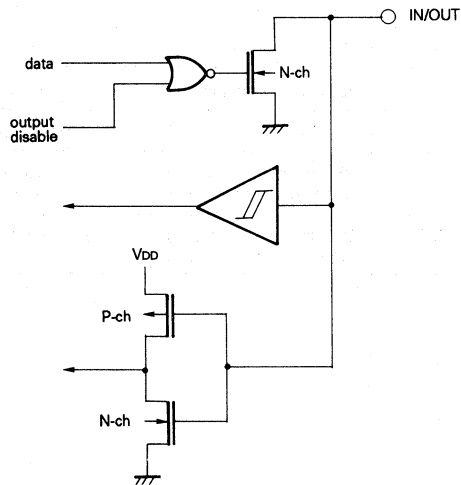 IN/OUT
data
N-ch
output
disable
VDD
P-ch
N-ch